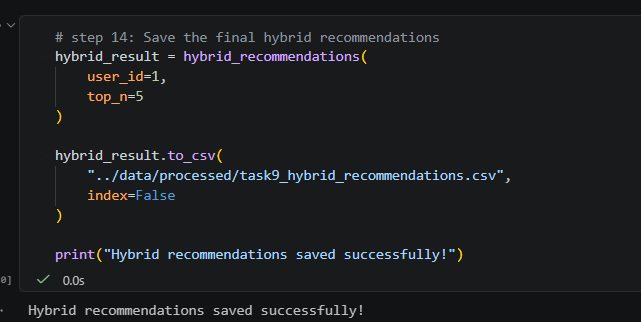 # step 14: Save the final hybrid recommendations
hybrid_result = hybrid_recommendations(
    user_id=1,
    top_n=5
)

hybrid_result.to_csv(
    "../data/processed/task9_hybrid_recommendations.csv",
    index=False
)

print("Hybrid recommendations saved successfully!")
0]
0.0s
Hybrid recommendations saved successfully!